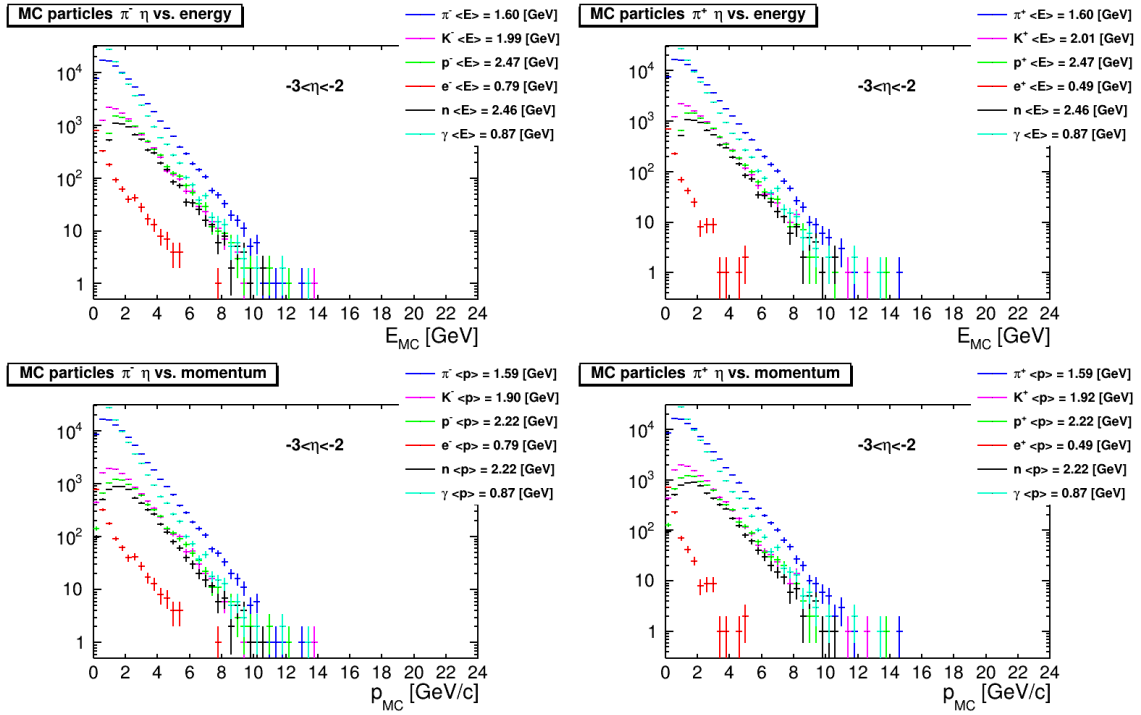 MC particles π⁻ η vs. energy
π⁻ <E> = 1.60 [GeV]
K⁻ <E> = 1.99 [GeV]
p⁻ <E> = 2.47 [GeV]
e⁻ <E> = 0.79 [GeV]
n <E> = 2.46 [GeV]
γ <E> = 0.87 [GeV]
-3<η<-2
10⁴
10³
10²
10
1
0 2 4 6 8 10 12 14 16 18 20 22 24
E_MC [GeV]
MC particles π⁺ η vs. energy
π⁺ <E> = 1.60 [GeV]
K⁺ <E> = 2.01 [GeV]
p⁺ <E> = 2.47 [GeV]
e⁺ <E> = 0.49 [GeV]
n <E> = 2.46 [GeV]
γ <E> = 0.87 [GeV]
-3<η<-2
10⁴
10³
10²
10
1
0 2 4 6 8 10 12 14 16 18 20 22 24
E_MC [GeV]
MC particles π⁻ η vs. momentum
π⁻ <p> = 1.59 [GeV]
K⁻ <p> = 1.90 [GeV]
p⁻ <p> = 2.22 [GeV]
e⁻ <p> = 0.79 [GeV]
n <p> = 2.22 [GeV]
γ <p> = 0.87 [GeV]
-3<η<-2
10⁴
10³
10²
10
1
0 2 4 6 8 10 12 14 16 18 20 22 24
p_MC [GeV/c]
MC particles π⁺ η vs. momentum
π⁺ <p> = 1.59 [GeV]
K⁺ <p> = 1.92 [GeV]
p⁺ <p> = 2.22 [GeV]
e⁺ <p> = 0.49 [GeV]
n <p> = 2.22 [GeV]
γ <p> = 0.87 [GeV]
-3<η<-2
10⁴
10³
10²
10
1
0 2 4 6 8 10 12 14 16 18 20 22 24
p_MC [GeV/c]